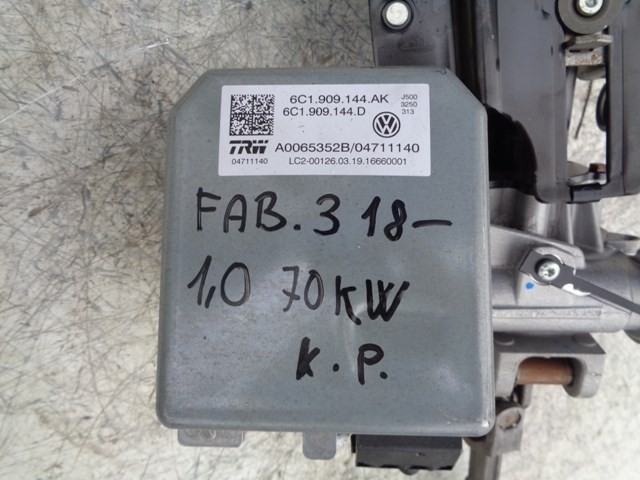 6C1.909.144.AK J500
6C1.909.144.D 3250
313
TRW A0065352B/04711140
04711140 LC2-00126.03.19.16660001
FAB. 3 18-
1,0 70KW
K.P.